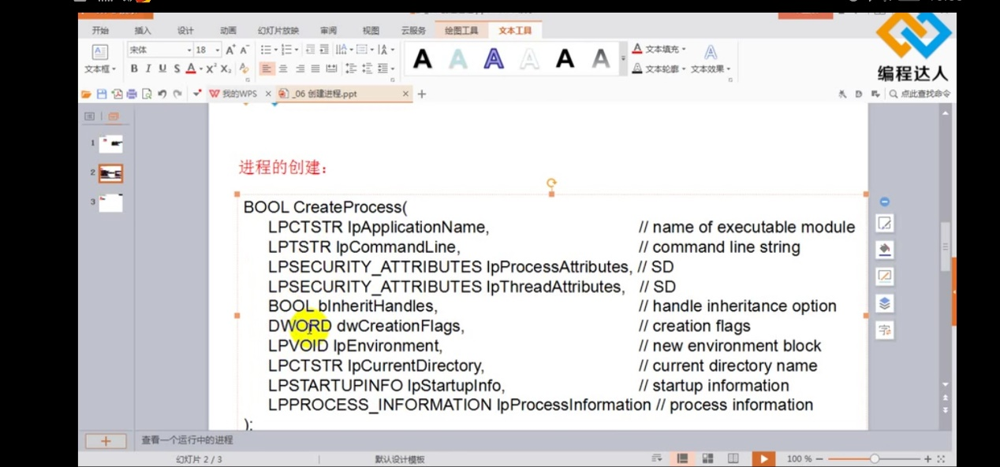 开始 插入 设计 动画 幻灯片放映 审阅 视图 云服务 绘图工具 文本工具
宋体 18 A+ A-
文本框 B I U S A X² X₂
A A A A A A
文本填充
文本轮廓 文本效果
编程达人
我的WPS × _06 创建进程.ppt × +
点此查找命令
1
2
3
进程的创建：
BOOL CreateProcess(
LPCTSTR lpApplicationName, // name of executable module
LPTSTR lpCommandLine, // command line string
LPSECURITY_ATTRIBUTES lpProcessAttributes, // SD
LPSECURITY_ATTRIBUTES lpThreadAttributes, // SD
BOOL bInheritHandles, // handle inheritance option
DWORD dwCreationFlags, // creation flags
LPVOID lpEnvironment, // new environment block
LPCTSTR lpCurrentDirectory, // current directory name
LPSTARTUPINFO lpStartupInfo, // startup information
LPPROCESS_INFORMATION lpProcessInformation // process information
);
查看一个运行中的进程
幻灯片 2 / 3 默认设计模板 100 %